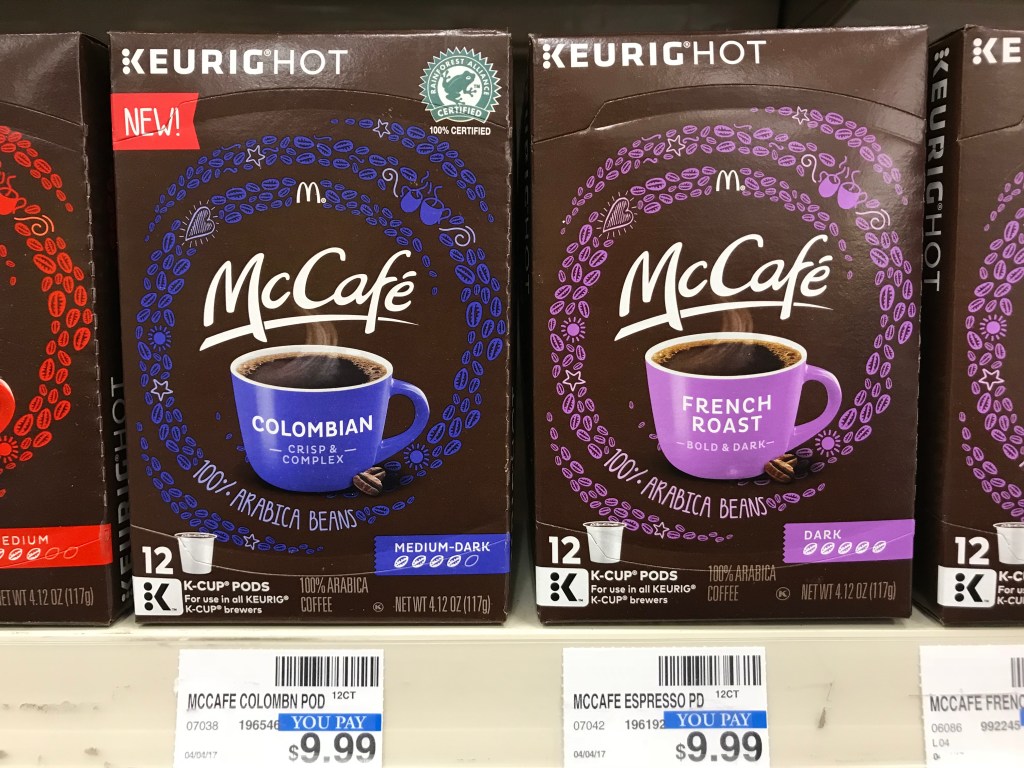 KEURIG® HOT
NEW!
RAINFOREST ALLIANCE
CERTIFIED
100% CERTIFIED
M®
McCafé®
COLOMBIAN
CRISP &
COMPLEX
100% ARABICA BEANS
MEDIUM-DARK
12
K-CUP® PODS
For use in all KEURIG®
K-CUP® brewers
100% ARABICA
COFFEE
K
NET WT 4.12 OZ (117g)
KEURIG® HOT
M®
McCafé®
FRENCH
ROAST
BOLD & DARK
100% ARABICA BEANS
DARK
12
K-CUP® PODS
For use in all KEURIG®
K-CUP® brewers
100% ARABICA
COFFEE
K
NET WT 4.12 OZ (117g)
EDIUM
ET WT 4.12 OZ (117g)
KEURIG HOT
KEURIG® HOT
KE
12
K-C
For us
K-CU
MCCAFE COLOMBN POD 12CT
07038 196546 YOU PAY
04/04/17 $9.99
MCCAFE ESPRESSO PD 12CT
07042 196192 YOU PAY
04/04/17 $9.99
MCCAFE FRENC
06086 992245
L04